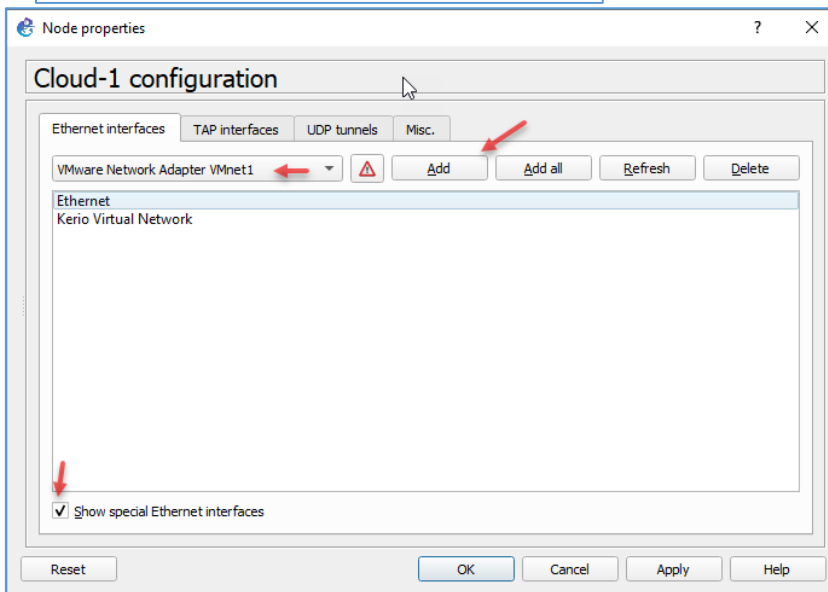 Node properties ?
Cloud-1 configuration
Ethernet interfaces TAP interfaces UDP tunnels Misc.
VMware Network Adapter VMnet1 Add Add all Refresh Delete
Ethernet
Kerio Virtual Network
Show special Ethernet interfaces
Reset OK Cancel Apply Help